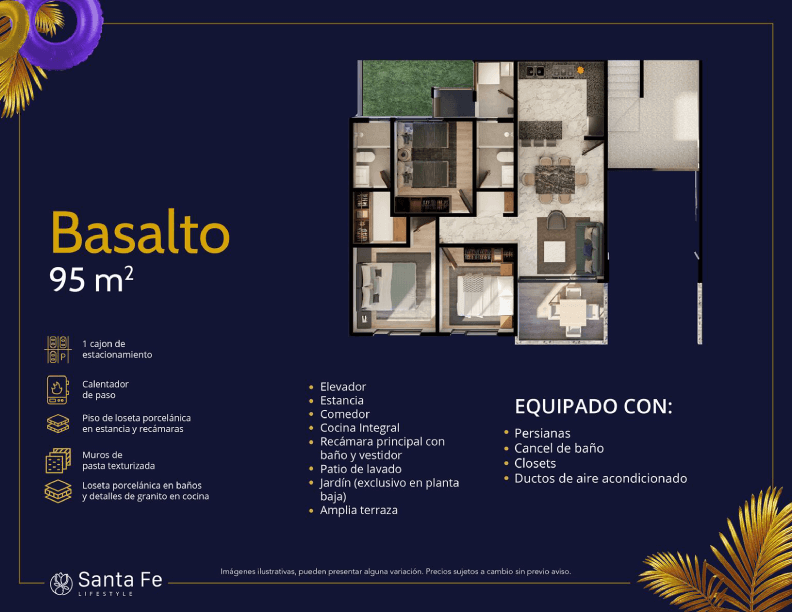 Basalto
95 m²
1 cajon de
estacionamiento
Calentador
de paso
Piso de loseta porcelánica
en estancia y recámaras
Muros de
pasta texturizada
Loseta porcelánica en baños
y detalles de granito en cocina
• Elevador
• Estancia
• Comedor
• Cocina Integral
• Recámara principal con
baño y vestidor
• Patio de lavado
• Jardín (exclusivo en planta
baja)
• Amplia terraza
EQUIPADO CON:
• Persianas
• Cancel de baño
• Closets
• Ductos de aire acondicionado
Imágenes ilustrativas, pueden presentar alguna variación. Precios sujetos a cambio sin previo aviso.
Santa Fe
LIFESTYLE